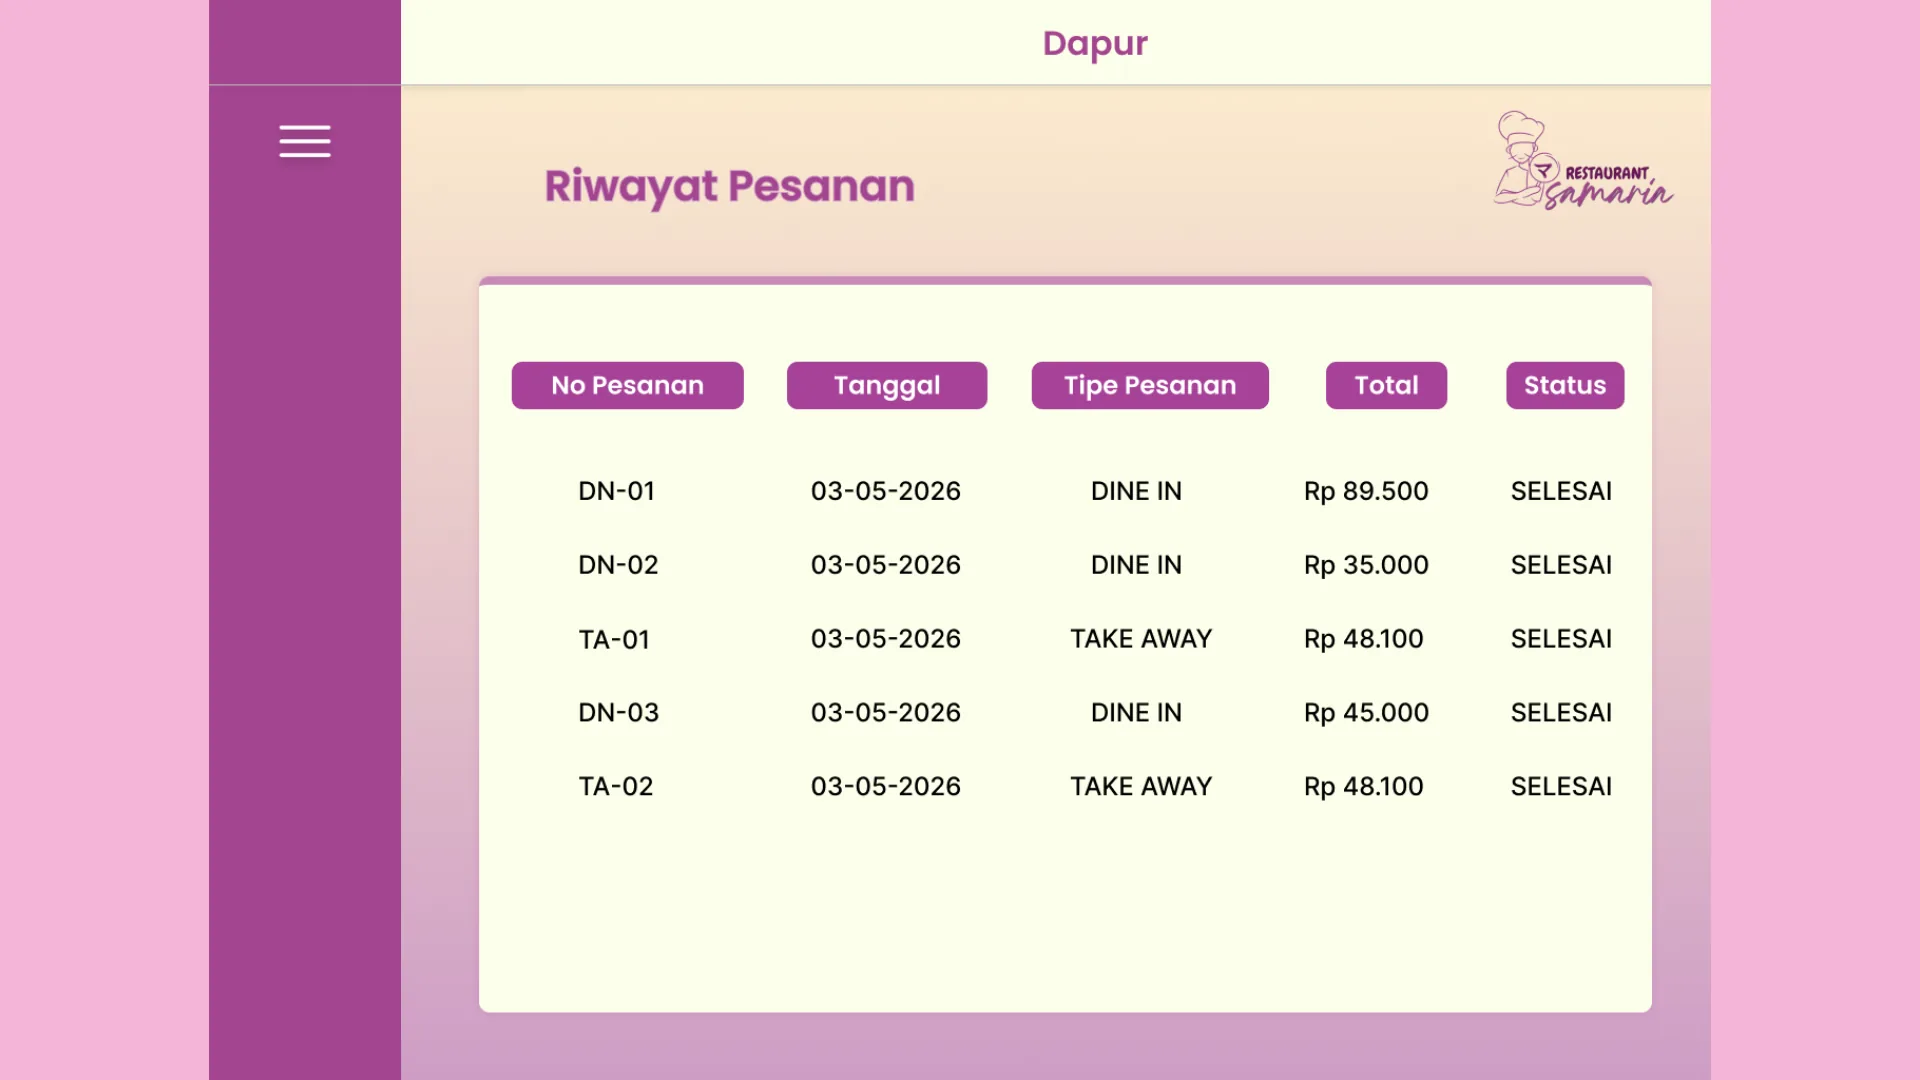 Dapur
RESTAURANT
samaria
Riwayat Pesanan
No Pesanan Tanggal Tipe Pesanan Total Status
DN-01 03-05-2026 DINE IN Rp 89.500 SELESAI
DN-02 03-05-2026 DINE IN Rp 35.000 SELESAI
TA-01 03-05-2026 TAKE AWAY Rp 48.100 SELESAI
DN-03 03-05-2026 DINE IN Rp 45.000 SELESAI
TA-02 03-05-2026 TAKE AWAY Rp 48.100 SELESAI